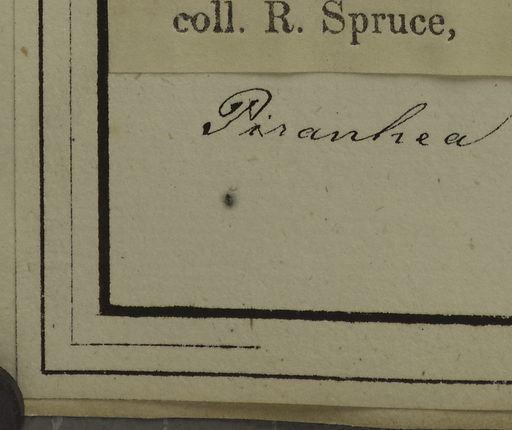 coll. R. Spruce,
Piranhea